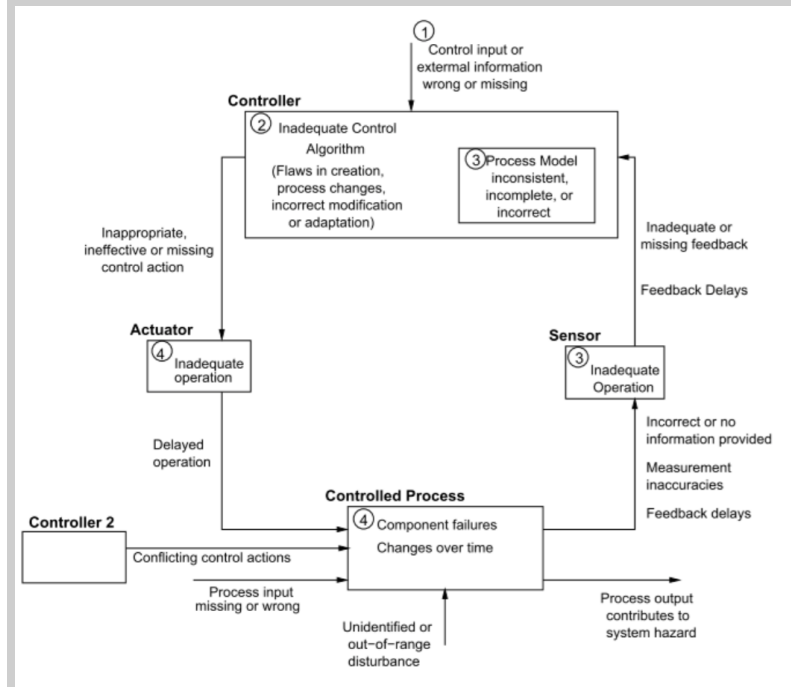 1
Control input or
external information
wrong or missing
Controller
2
Inadequate Control
Algorithm
(Flaws in creation,
process changes,
incorrect modification
or adaptation)
3
Process Model
inconsistent,
incomplete, or
incorrect
Inappropriate,
ineffective or missing
control action
Inadequate or
missing feedback
Feedback Delays
Actuator
4
Inadequate
operation
Sensor
3
Inadequate
Operation
Delayed
operation
Incorrect or no
information provided
Measurement
inaccuracies
Feedback delays
Controlled Process
4
Component failures
Changes over time
Controller 2
Conflicting control actions
Process input
missing or wrong
Unidentified or
out-of-range
disturbance
Process output
contributes to
system hazard